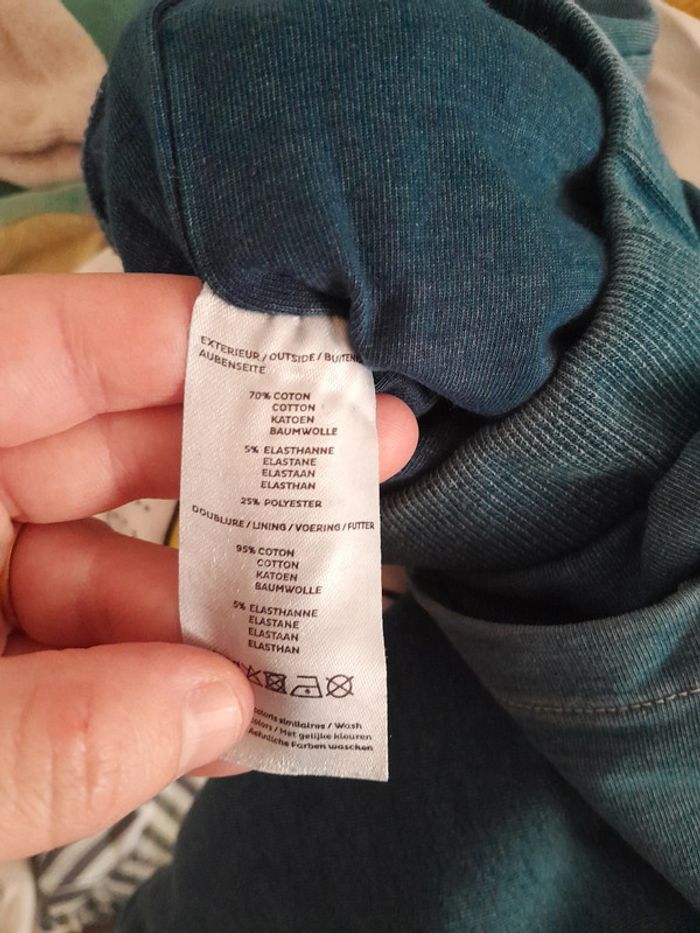 EXTERIEUR / OUTSIDE / BUITEN
AUßENSEITE
70% COTON
COTTON
KATOEN
BAUMWOLLE
5% ELASTHANNE
ELASTANE
ELASTAAN
ELASTHAN
25% POLYESTER
DOUBLURE / LINING / VOERING / FUTTER
95% COTON
COTTON
KATOEN
BAUMWOLLE
5% ELASTHANNE
ELASTANE
ELASTAAN
ELASTHAN
coloris similaires / Wash
colors / Met gelijke kleuren
Aehnliche Farben waschen